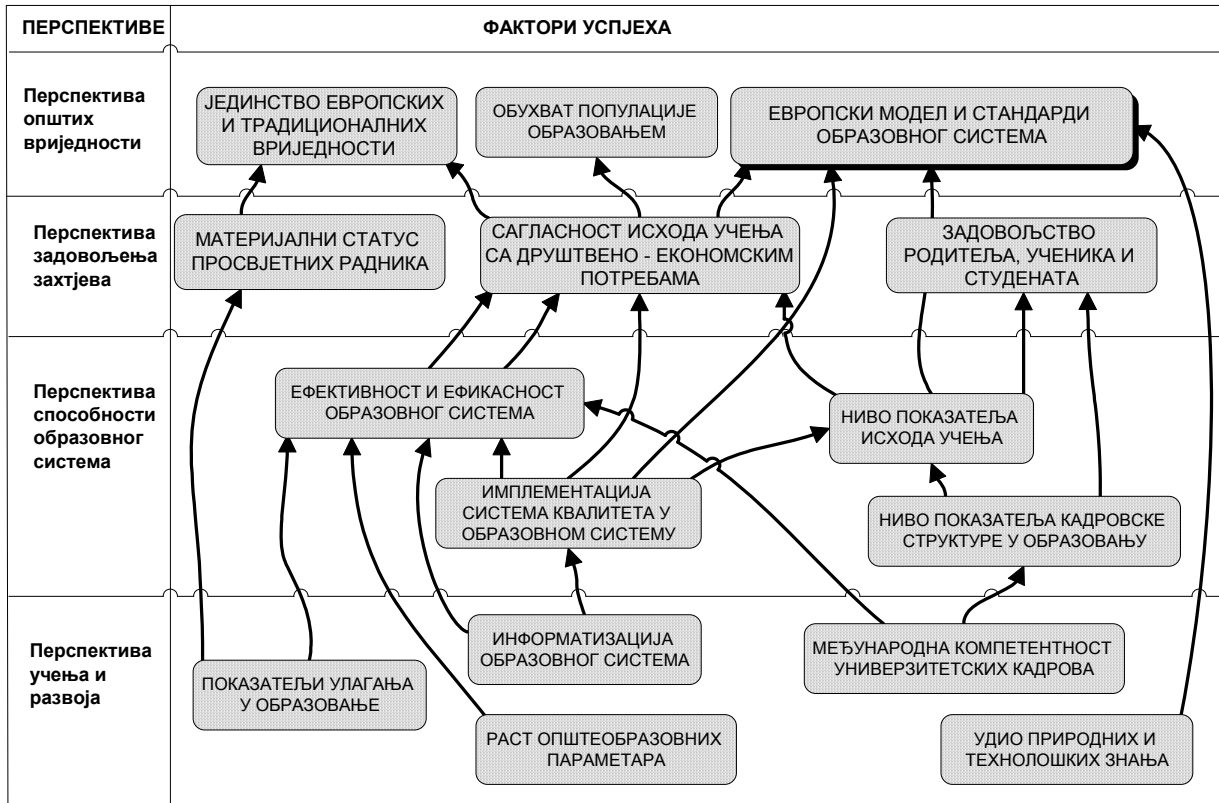 ПЕРСПЕКТИВЕ
ФАКТОРИ УСПЈЕХА
Перспектива
општих
вриједности
ЈЕДИНСТВО ЕВРОПСКИХ
И ТРАДИЦИОНАЛНИХ
ВРИЈЕДНОСТИ
ОБУХВАТ ПОПУЛАЦИЈЕ
ОБРАЗОВАЊЕМ
ЕВРОПСКИ МОДЕЛ И СТАНДАРДИ
ОБРАЗОВНОГ СИСТЕМА
Перспектива
задовољења
захтјева
МАТЕРИЈАЛНИ СТАТУС
ПРОСВЈЕТНИХ РАДНИКА
САГЛАСНОСТ ИСХОДА УЧЕЊА
СА ДРУШТВЕНО - ЕКОНОМСКИМ
ПОТРЕБАМА
ЗАДОВОЉСТВО
РОДИТЕЉА, УЧЕНИКА И
СТУДЕНАТА
Перспектива
способности
образовног
система
ЕФЕКТИВНОСТ И ЕФИКАСНОСТ
ОБРАЗОВНОГ СИСТЕМА
НИВО ПОКАЗАТЕЉА
ИСХОДА УЧЕЊА
ИМПЛЕМЕНТАЦИЈА
СИСТЕМА КВАЛИТЕТА У
ОБРАЗОВНОМ СИСТЕМУ
НИВО ПОКАЗАТЕЉА КАДРОВСКЕ
СТРУКТУРЕ У ОБРАЗОВАЊУ
Перспектива
учења и
развоја
ИНФОРМАТИЗАЦИЈА
ОБРАЗОВНОГ СИСТЕМА
МЕЂУНАРОДНА КОМПЕТЕНТНОСТ
УНИВЕРЗИТЕТСКИХ КАДРОВА
ПОКАЗАТЕЉИ УЛАГАЊА
У ОБРАЗОВАЊЕ
РАСТ ОПШТЕОБРАЗОВНИХ
ПАРАМЕТАРА
УДИО ПРИРОДНИХ И
ТЕХНОЛОШКИХ ЗНАЊА